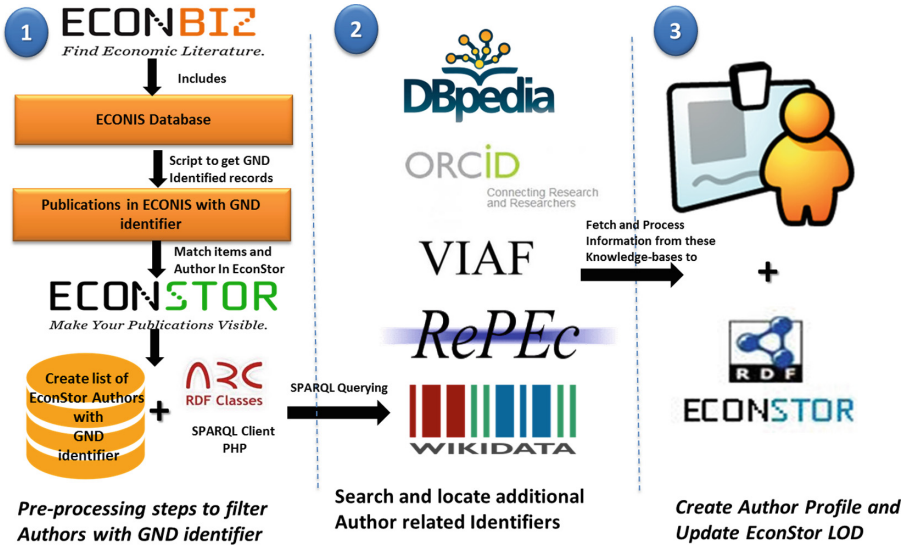 1
ECONBIZ
Find Economic Literature.
Includes
ECONIS Database
Script to get GND
Identified records
Publications in ECONIS with GND
identifier
Match items and
Author In EconStor
ECONSTOR
Make Your Publications Visible.
Create list of
EconStor Authors
with
GND
identifier
+
ARC
RDF Classes
SPARQL Client
PHP
SPARQL Querying
Pre-processing steps to filter
Authors with GND identifier
2
DBpedia
ORCID
Connecting Research
and Researchers
VIAF
RePEc
WIKIDATA
Search and locate additional
Author related Identifiers
Fetch and Process
Information from these
Knowledge-bases to
3
+
RDF
ECONSTOR
Create Author Profile and
Update EconStor LOD